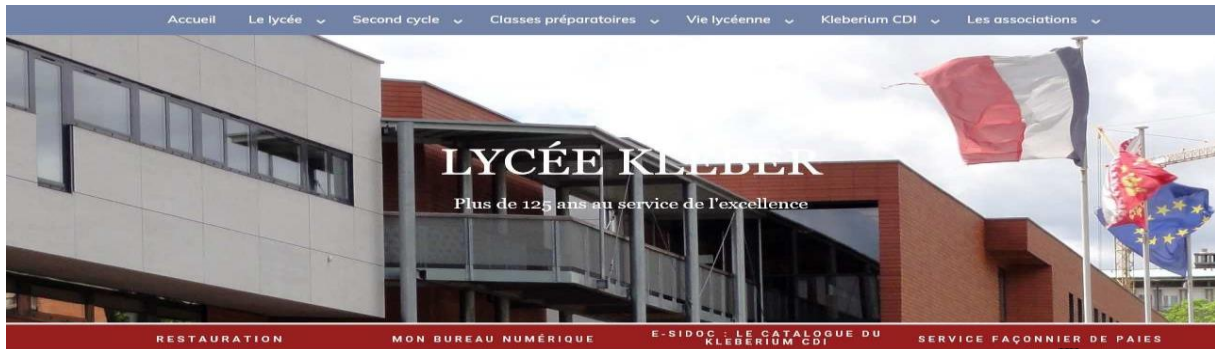 Accueil Le lycée Second cycle Classes préparatoires Vie lycéenne Kleberium CDI Les associations
LYCÉE KLEBER
Plus de 125 ans au service de l'excellence
RESTAURATION MON BUREAU NUMÉRIQUE E-SIDOC : LE CATALOGUE DU KLEBERIUM CDI SERVICE FAÇONNIER DE PAIES